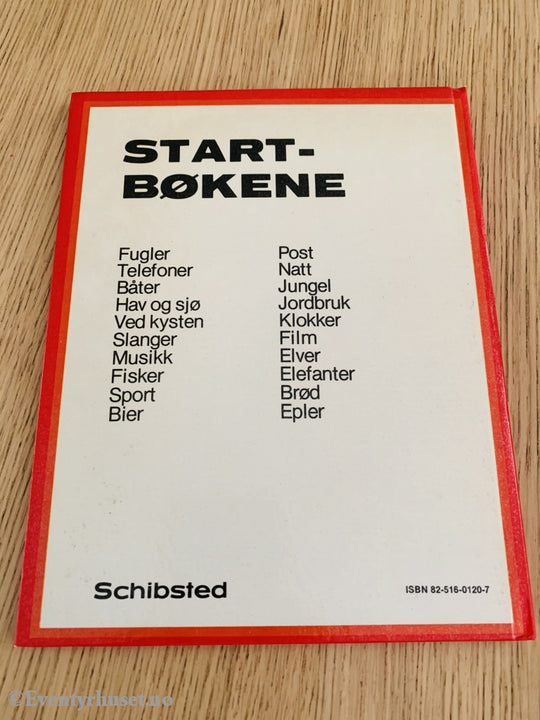 START-
BØKENE
Fugler
Telefoner
Båter
Hav og sjø
Ved kysten
Slanger
Musikk
Fisker
Sport
Bier
Post
Natt
Jungel
Jordbruk
Klokker
Film
Elver
Elefanter
Brød
Epler
Schibsted
ISBN 82-516-0120-7
©Eventyrhuset.no